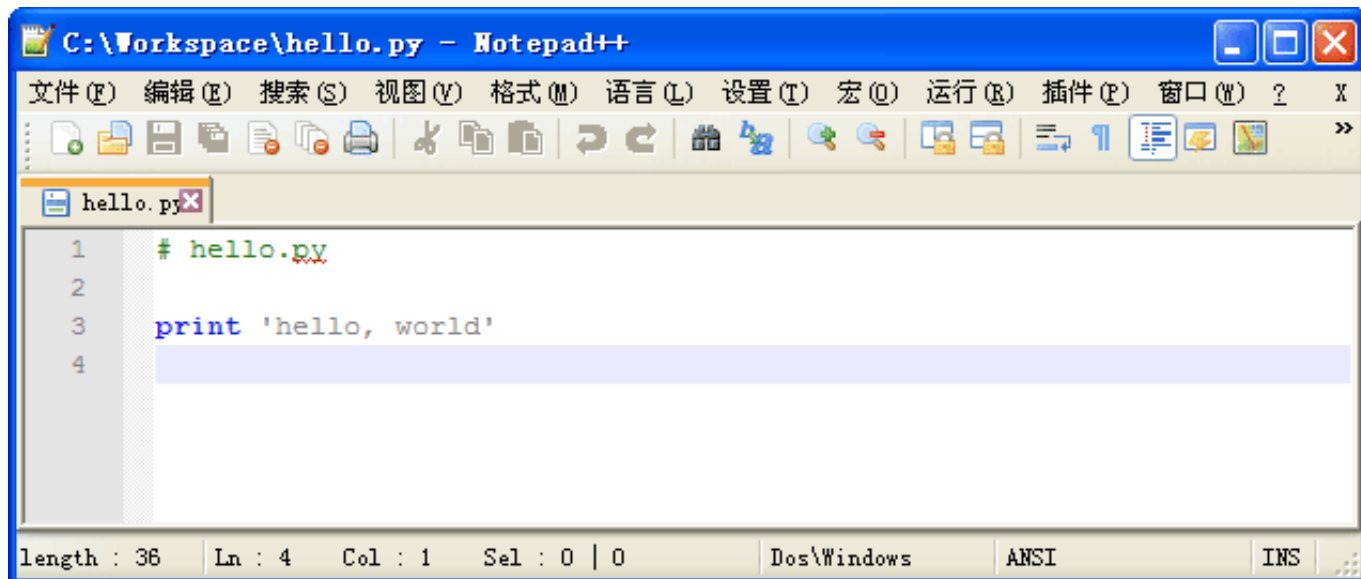 C:\Workspace\hello.py - Notepad++
文件(F) 编辑(E) 搜索(S) 视图(V) 格式(M) 语言(L) 设置(T) 宏(O) 运行(R) 插件(P) 窗口(W) ? X
hello.py
1 # hello.py
2
3 print 'hello, world'
4
length : 36 Ln : 4 Col : 1 Sel : 0 | 0 Dos\Windows ANSI INS